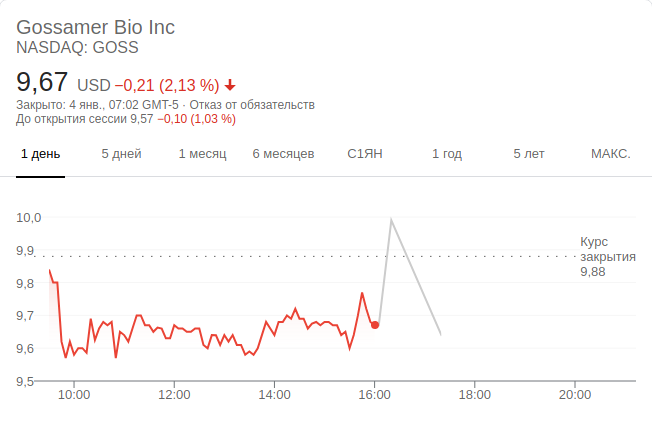 Gossamer Bio Inc
NASDAQ: GOSS
9,67 USD −0,21 (2,13 %)
Закрыто: 4 янв., 07:02 GMT-5 · Отказ от обязательств
До открытия сессии 9,57 −0,10 (1,03 %)
1 день 5 дней 1 месяц 6 месяцев С1ЯН 1 год 5 лет МАКС.
10,0
9,9
9,8
9,7
9,6
9,5
Курс
закрытия
9,88
10:00 12:00 14:00 16:00 18:00 20:00